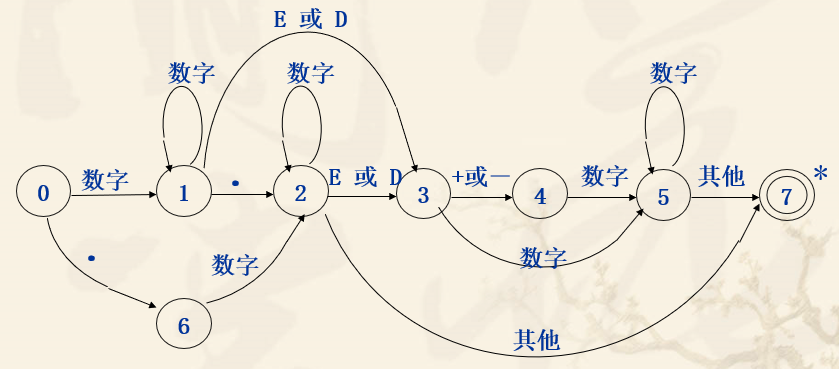 E 或 D
数字 数字 数字
0 数字 1 · 2 E 或 D 3 +或— 4 数字 5 其他 7 *
· 数字 数字
6
其他